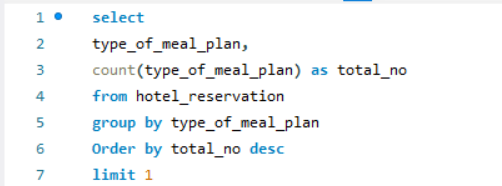 1 select
2 type_of_meal_plan,
3 count(type_of_meal_plan) as total_no
4 from hotel_reservation
5 group by type_of_meal_plan
6 Order by total_no desc
7 limit 1